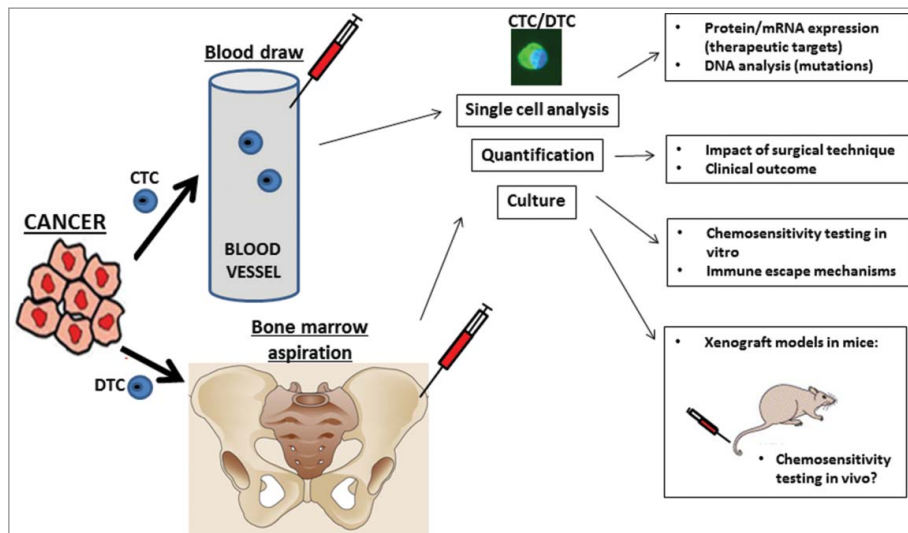 Blood draw
CTC
CANCER
BLOOD
VESSEL
DTC
Bone marrow
aspiration
CTC/DTC
Single cell analysis
Quantification
Culture
• Protein/mRNA expression
(therapeutic targets)
• DNA analysis (mutations)
• Impact of surgical technique
• Clinical outcome
• Chemosensitivity testing in
vitro
• Immune escape mechanisms
• Xenograft models in mice:
• Chemosensitivity
testing in vivo?